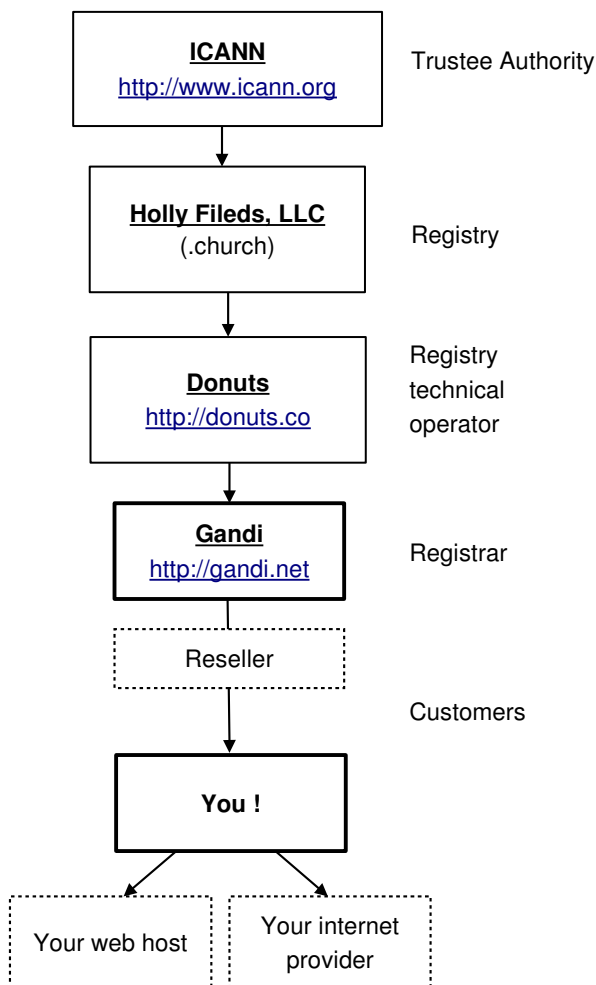 ICANN
http://www.icann.org
Trustee Authority
Holly Fileds, LLC
(.church)
Registry
Donuts
http://donuts.co
Registry
technical
operator
Gandi
http://gandi.net
Registrar
Reseller
Customers
You !
Your web host
Your internet
provider